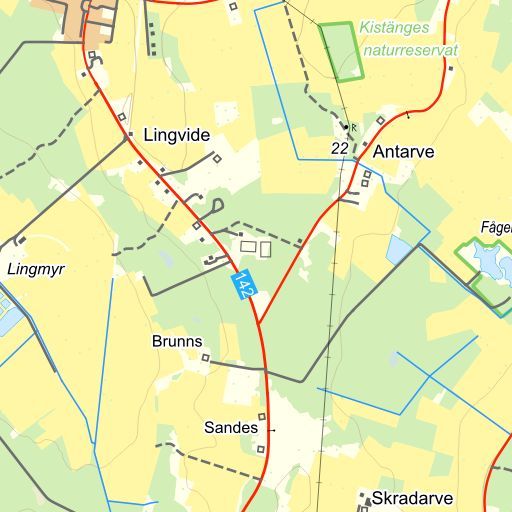 Kistänges
naturreservat
Lingvide
R
22
Antarve
Lingmyr
142
Brunns
Sandes
Skradarve